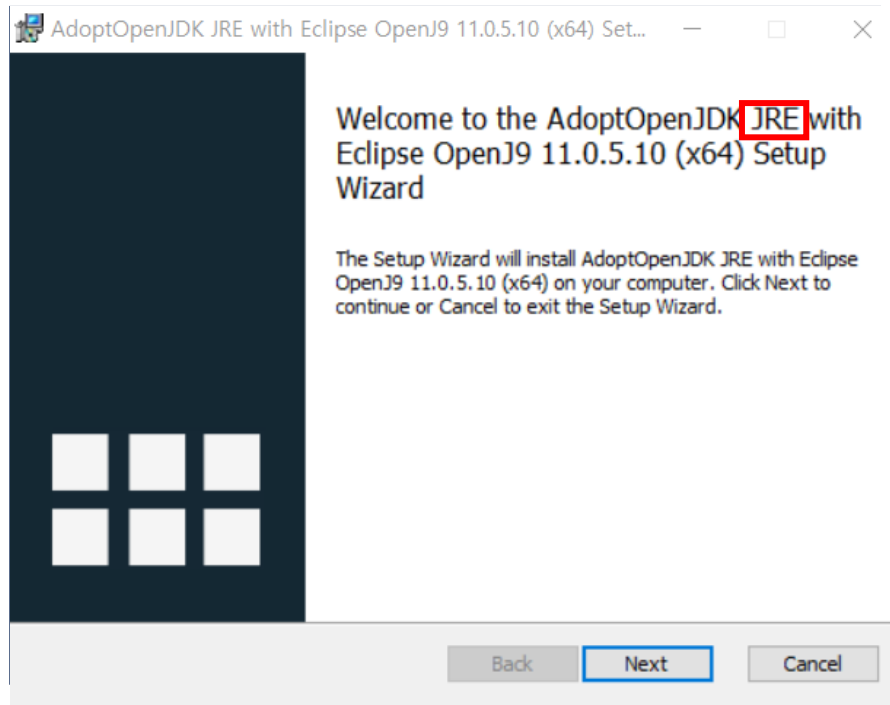 AdoptOpenJDK JRE with Eclipse OpenJ9 11.0.5.10 (x64) Set...
Welcome to the AdoptOpenJDK JRE with
Eclipse OpenJ9 11.0.5.10 (x64) Setup
Wizard
The Setup Wizard will install AdoptOpenJDK JRE with Eclipse
OpenJ9 11.0.5.10 (x64) on your computer. Click Next to
continue or Cancel to exit the Setup Wizard.
Back Next Cancel